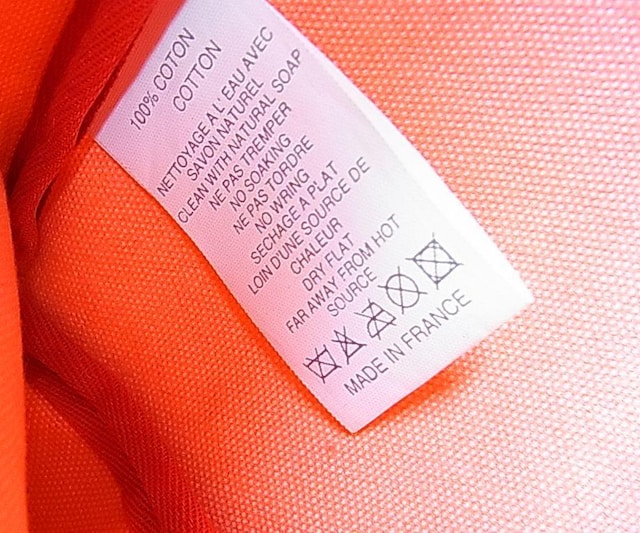 100% COTON
COTTON
NETTOYAGE A L'EAU AVEC
SAVON NATUREL
CLEAN WITH NATURAL SOAP
NE PAS TREMPER
NO SOAKING
NE PAS TORDRE
NO WRING
SECHAGE A PLAT
LOIN D'UNE SOURCE DE
CHALEUR
DRY FLAT
FAR AWAY FROM HOT
SOURCE
MADE IN FRANCE